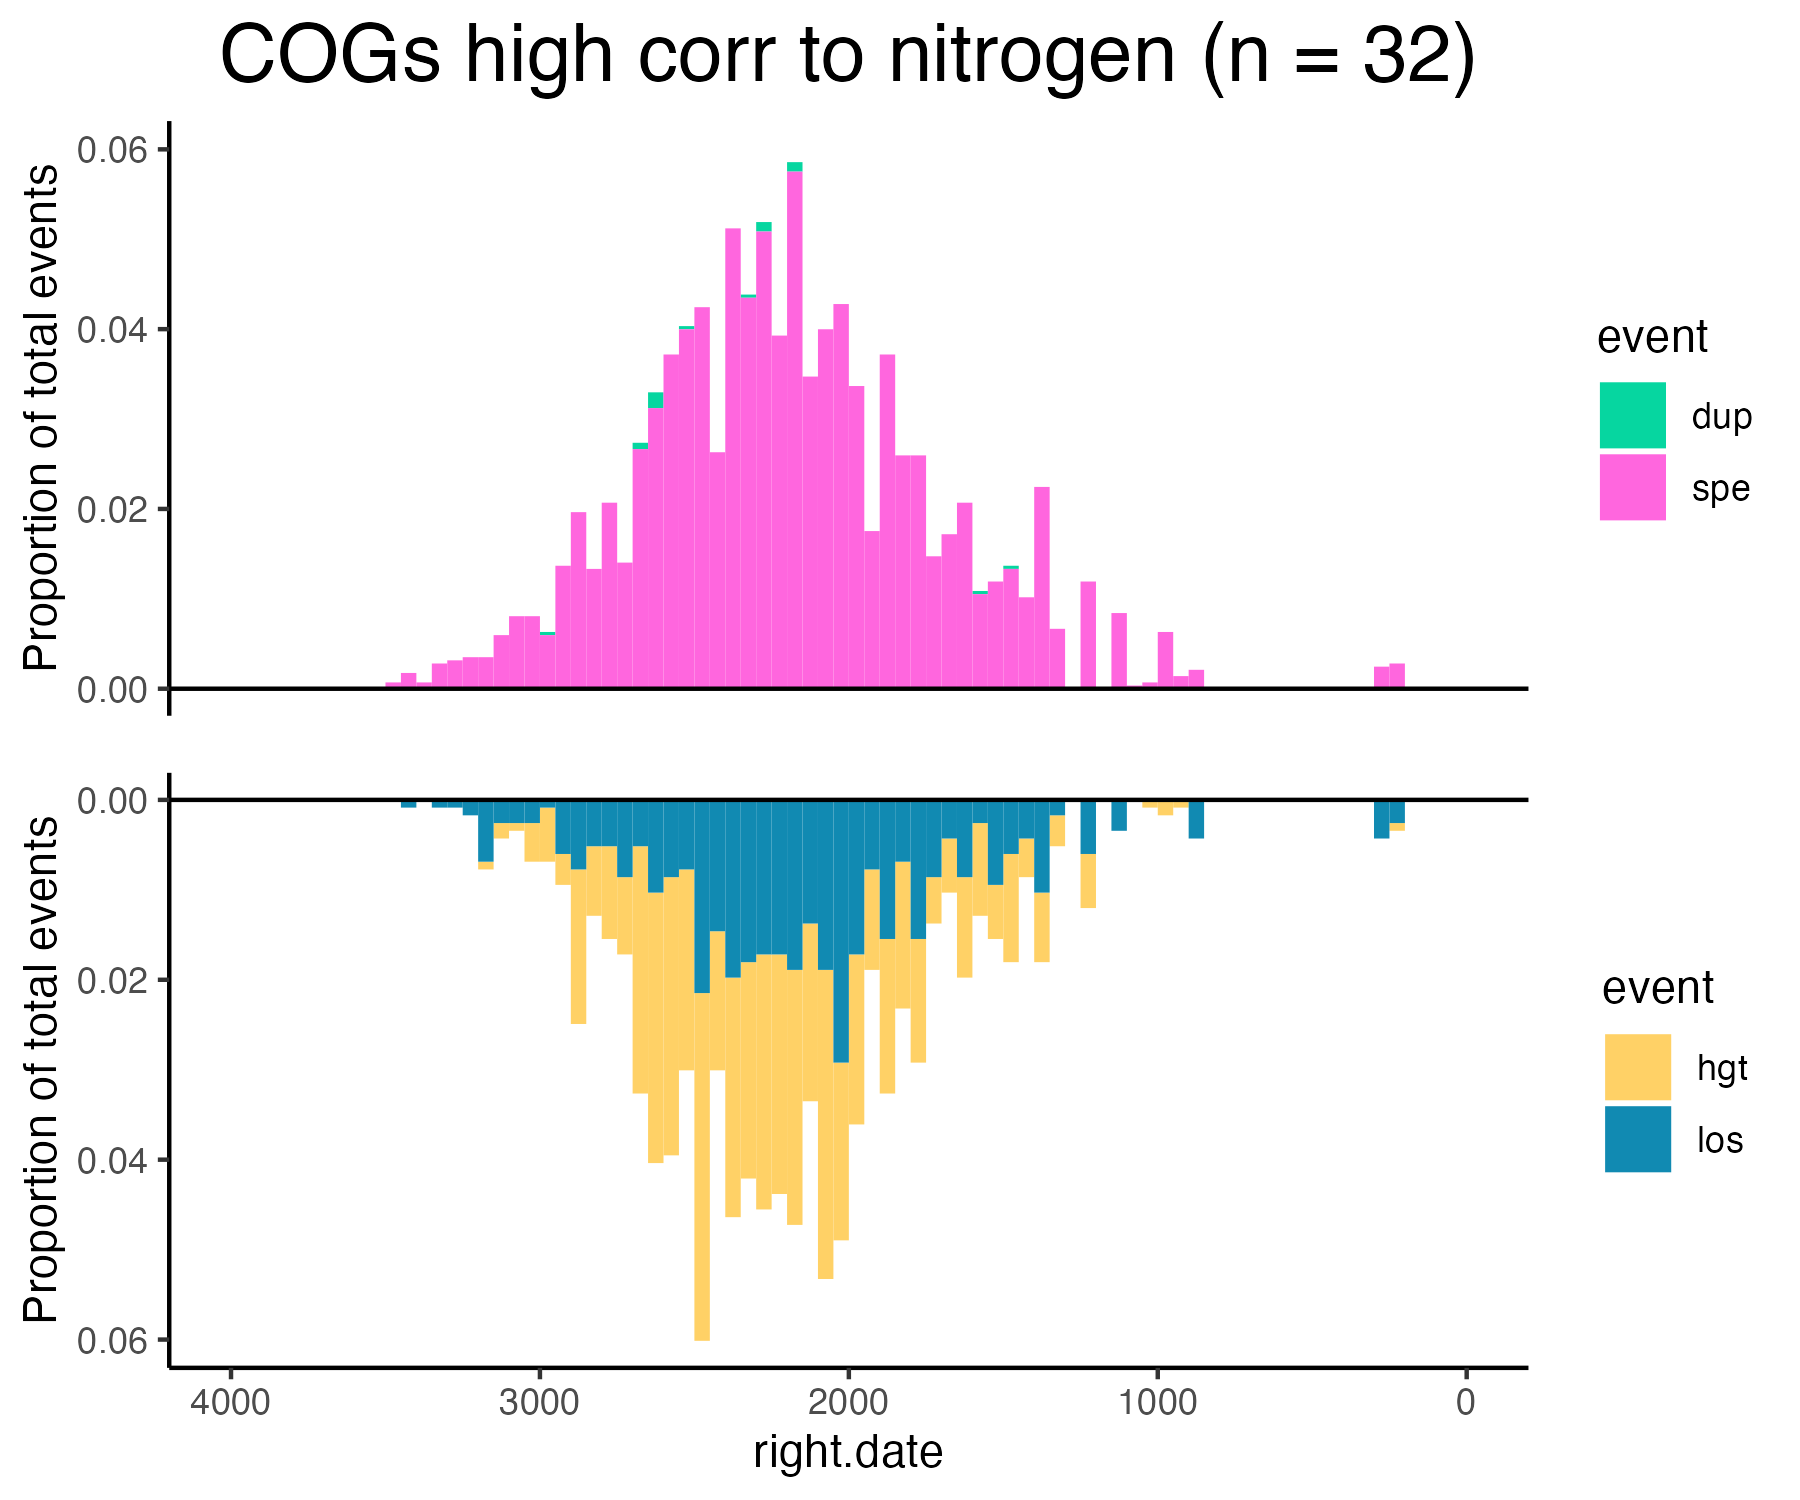 COGs high corr to nitrogen (n = 32)
Proportion of total events
0.06
0.04
0.02
0.00
event
dup
spe
Proportion of total events
0.00
0.02
0.04
0.06
event
hgt
los
4000 3000 2000 1000 0
right.date